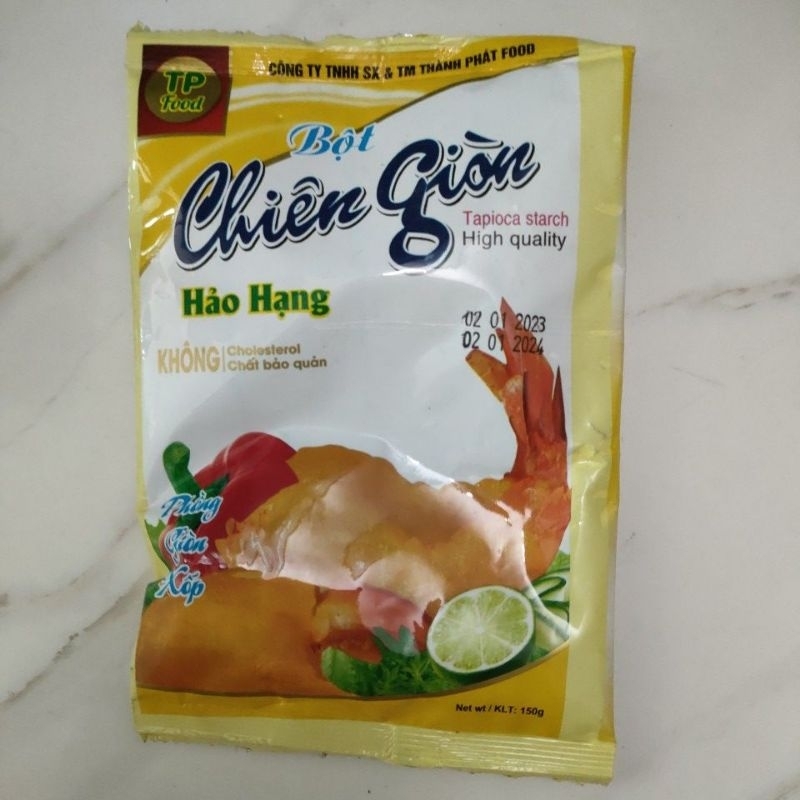 TP
Food
CÔNG TY TNHH SX & TM THÀNH PHÁT FOOD
Bột
Chiên Giòn
Tapioca starch
High quality
Hảo Hạng
02 01 2023
02 01 2024
KHÔNG
Cholesterol
Chất bảo quản
Phồng
Giòn
Xốp
Net wt / KLT: 150g